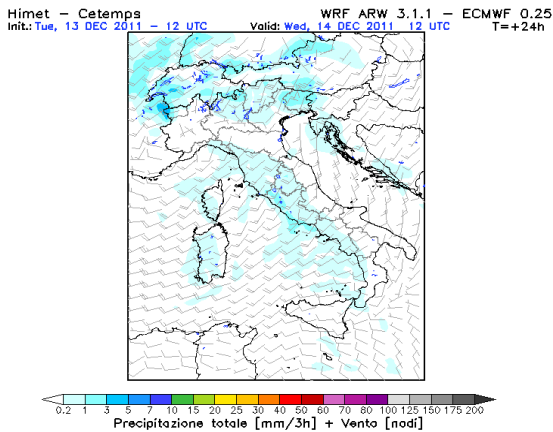 Himet – Cetemps WRF ARW 3.1.1 – ECMWF 0.25
Init.: Tue, 13 DEC 2011 – 12 UTC Valid: Wed, 14 DEC 2011 12 UTC T=+24h
0.2 1 3 5 7 10 15 20 25 30 40 50 60 70 80 100 125 150 175 200
Precipitazione totale [mm/3h] + Vento [nodi]